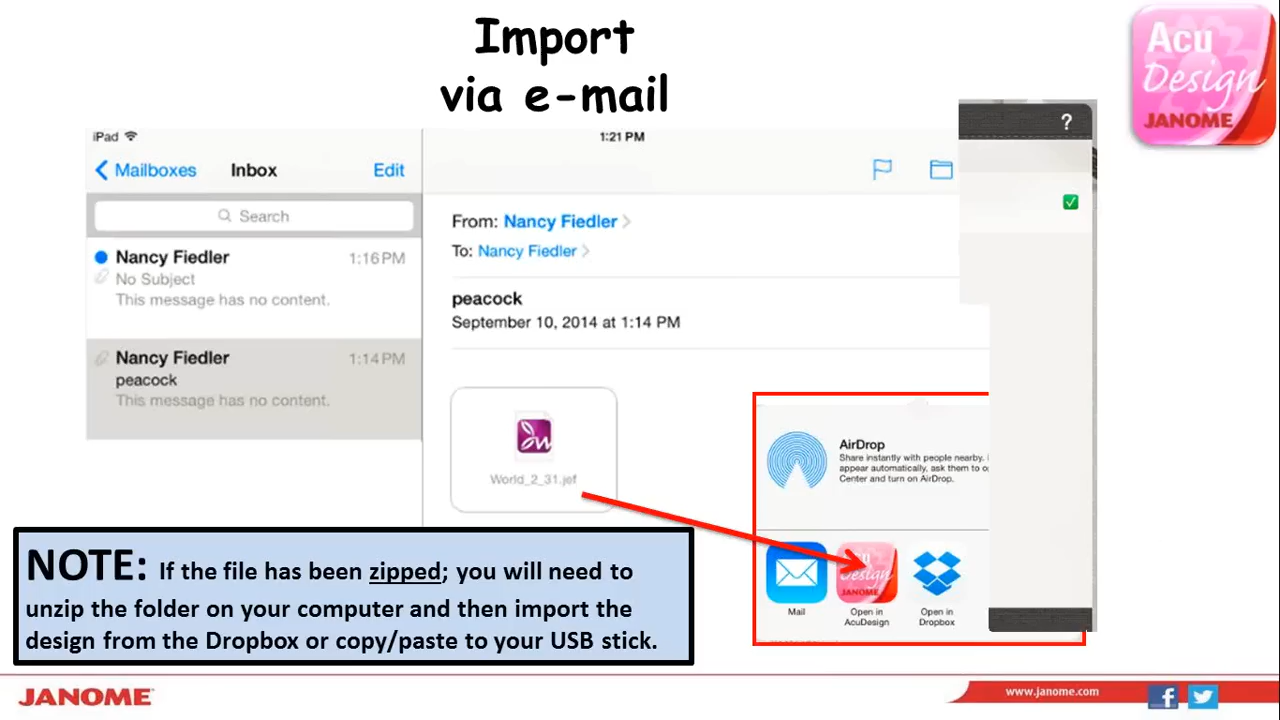 Import
via e-mail
Acu
Design
JANOME
iPad
1:21 PM
Mailboxes
Inbox
Edit
?
Search
From: Nancy Fiedler
To: Nancy Fiedler
Nancy Fiedler
1:16 PM
No Subject
This message has no content.
peacock
September 10, 2014 at 1:14 PM
Nancy Fiedler
1:14 PM
peacock
This message has no content.
World_2_31.jef
AirDrop
Share instantly with people nearby.
appear automatically, ask them to
Center and turn on AirDrop.
Acu
Design
JANOME
Mail
Open in
AcuDesign
Open in
Dropbox
NOTE: If the file has been zipped; you will need to
unzip the folder on your computer and then import the
design from the Dropbox or copy/paste to your USB stick.
JANOME
www.janome.com